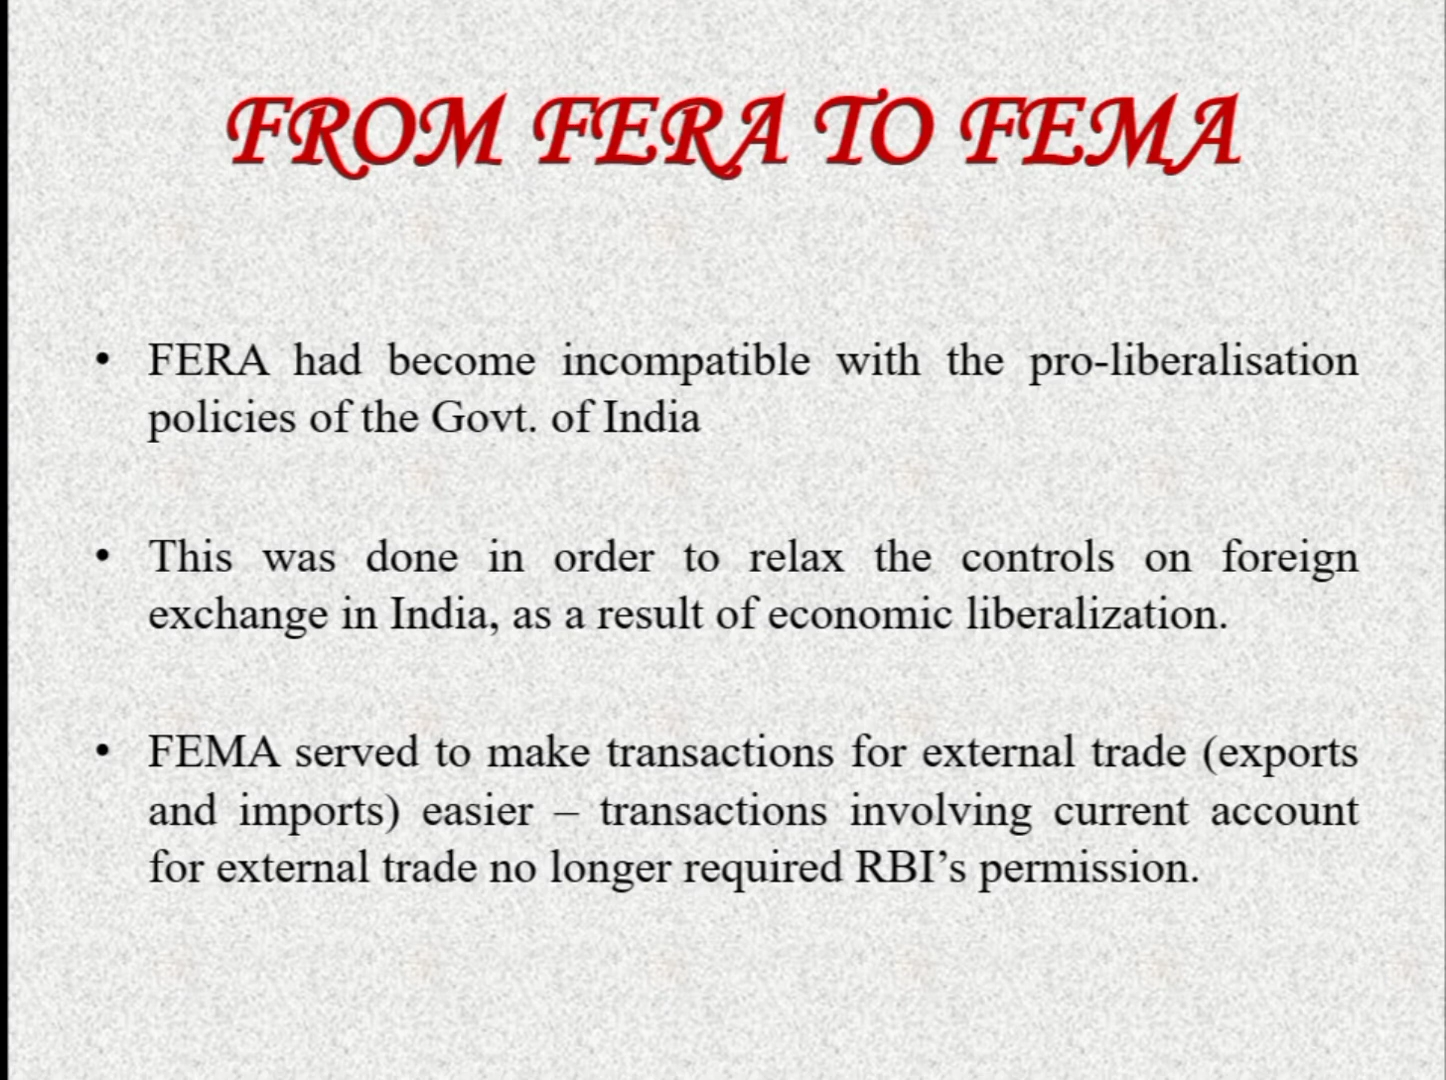 FROM FERA TO FEMA
• FERA had become incompatible with the pro-liberalisation
policies of the Govt. of India
• This was done in order to relax the controls on foreign
exchange in India, as a result of economic liberalization.
• FEMA served to make transactions for external trade (exports
and imports) easier – transactions involving current account
for external trade no longer required RBI’s permission.